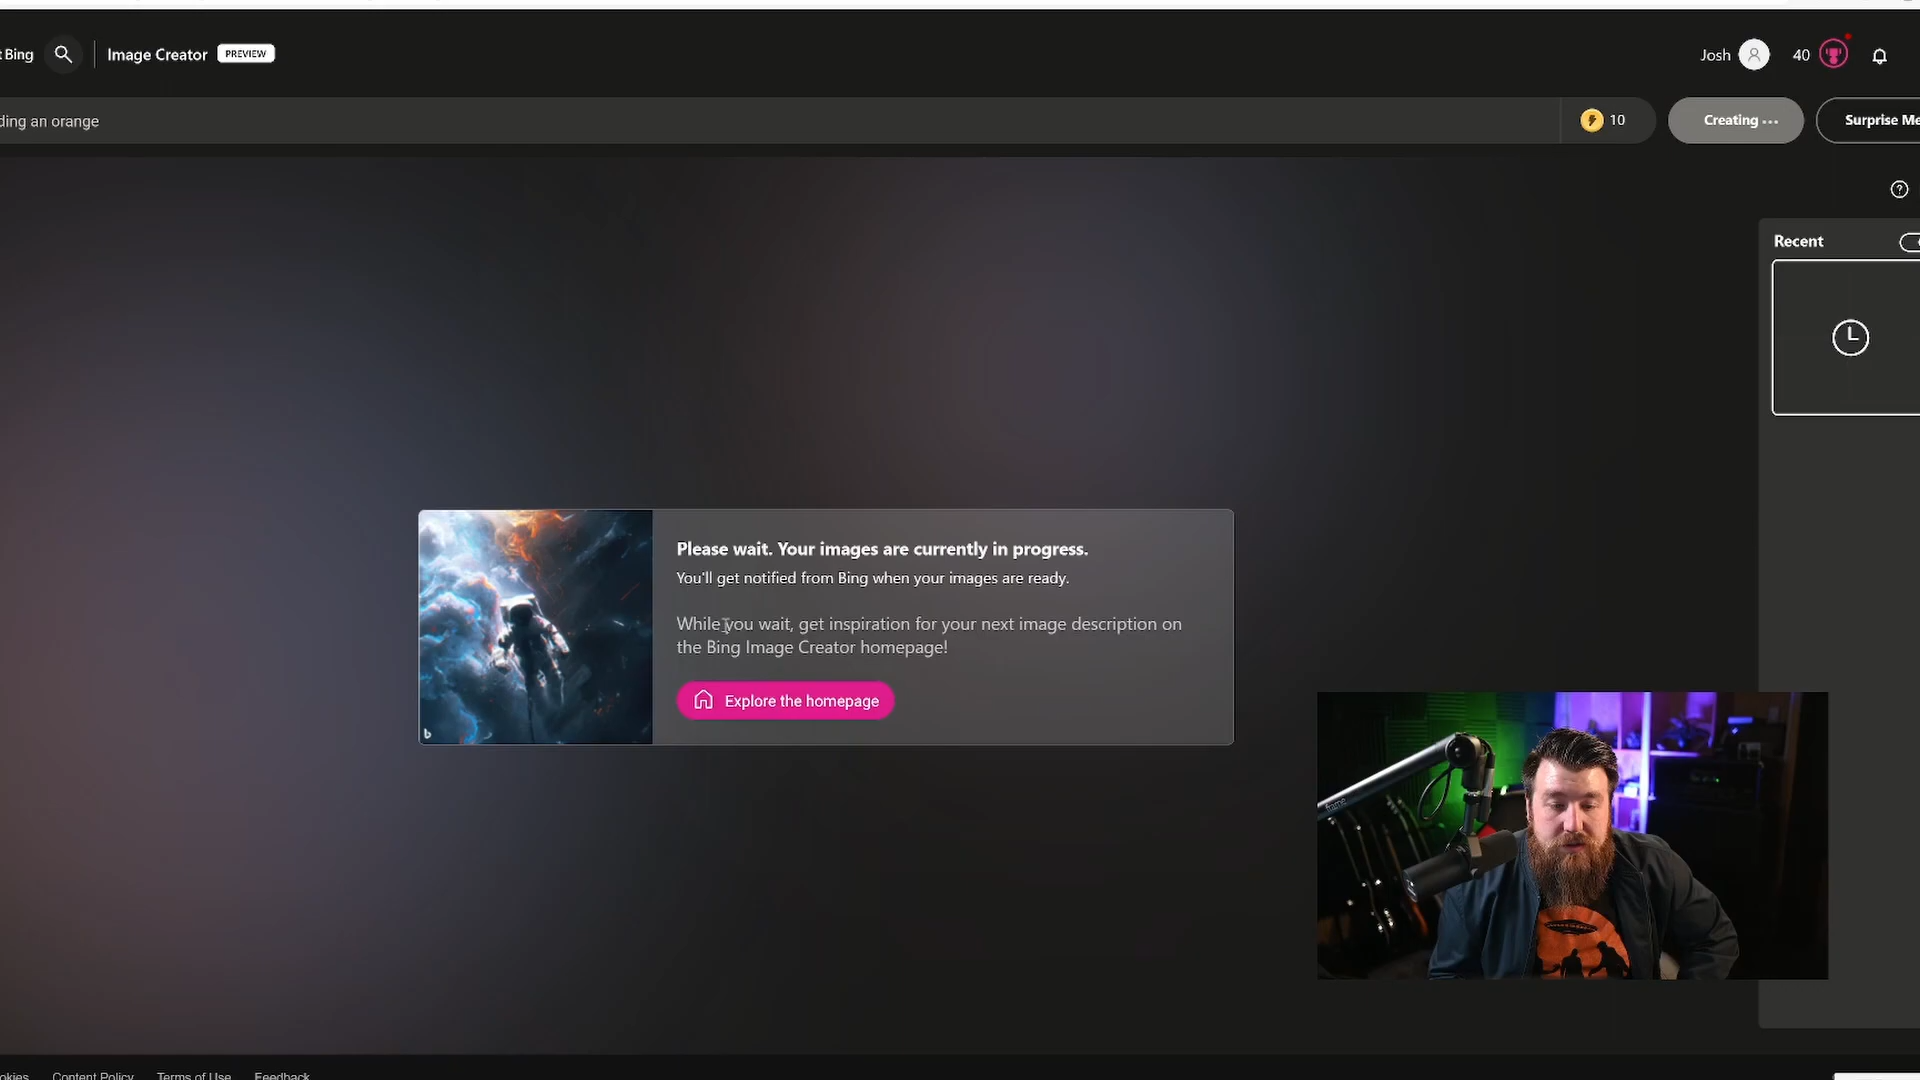 t Bing
Image Creator
PREVIEW
Josh
40
ding an orange
10
Creating ...
Surprise Me
Recent
Please wait. Your images are currently in progress.
You'll get notified from Bing when your images are ready.
While you wait, get inspiration for your next image description on
the Bing Image Creator homepage!
Explore the homepage
b
frame
okies
Content Policy
Terms of Use
Feedback